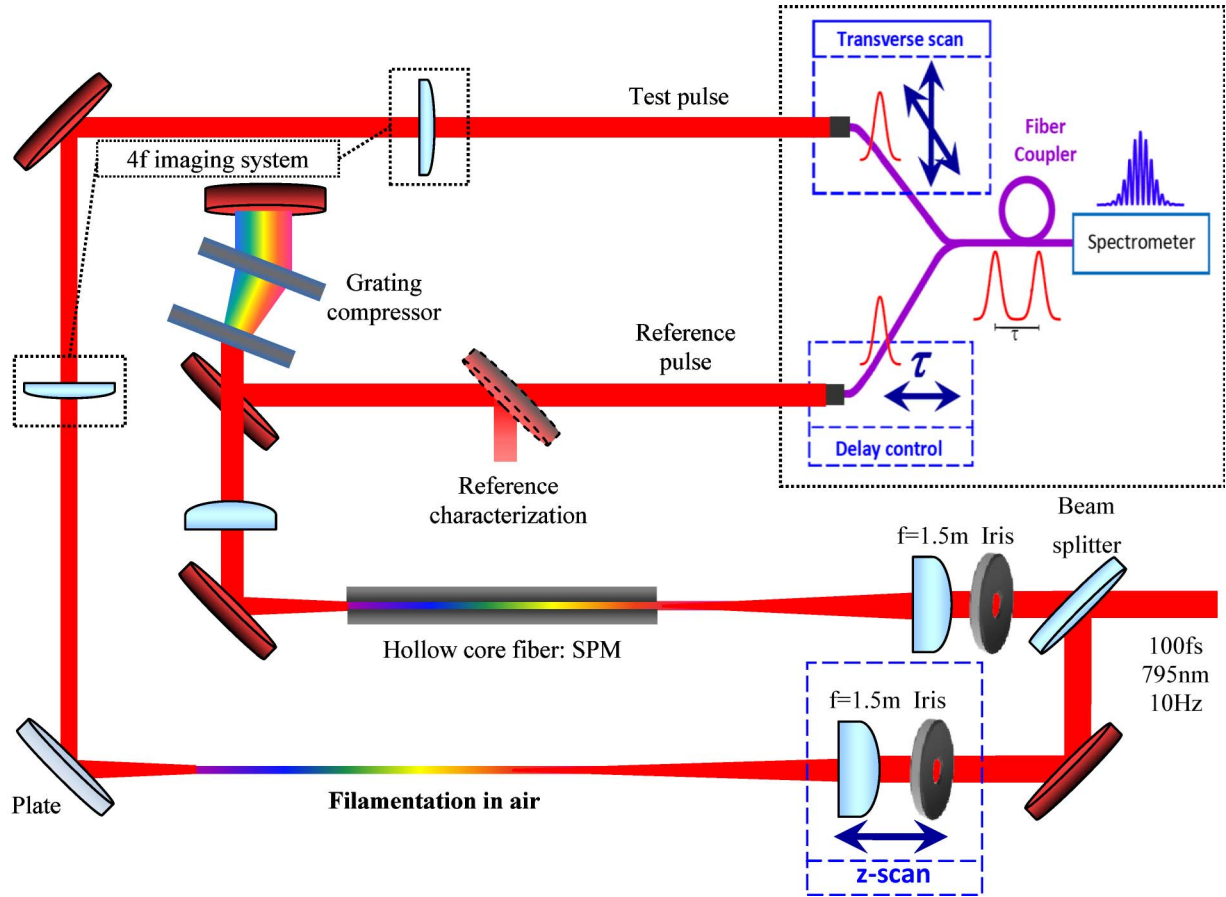 Transverse scan
Test pulse
Fiber
Coupler
4f imaging system
Spectrometer
Grating
compressor
τ
Reference
pulse
τ
Delay control
Reference
characterization
Beam
splitter
f=1.5m Iris
Hollow core fiber: SPM
100fs
795nm
10Hz
f=1.5m Iris
Plate
Filamentation in air
z-scan